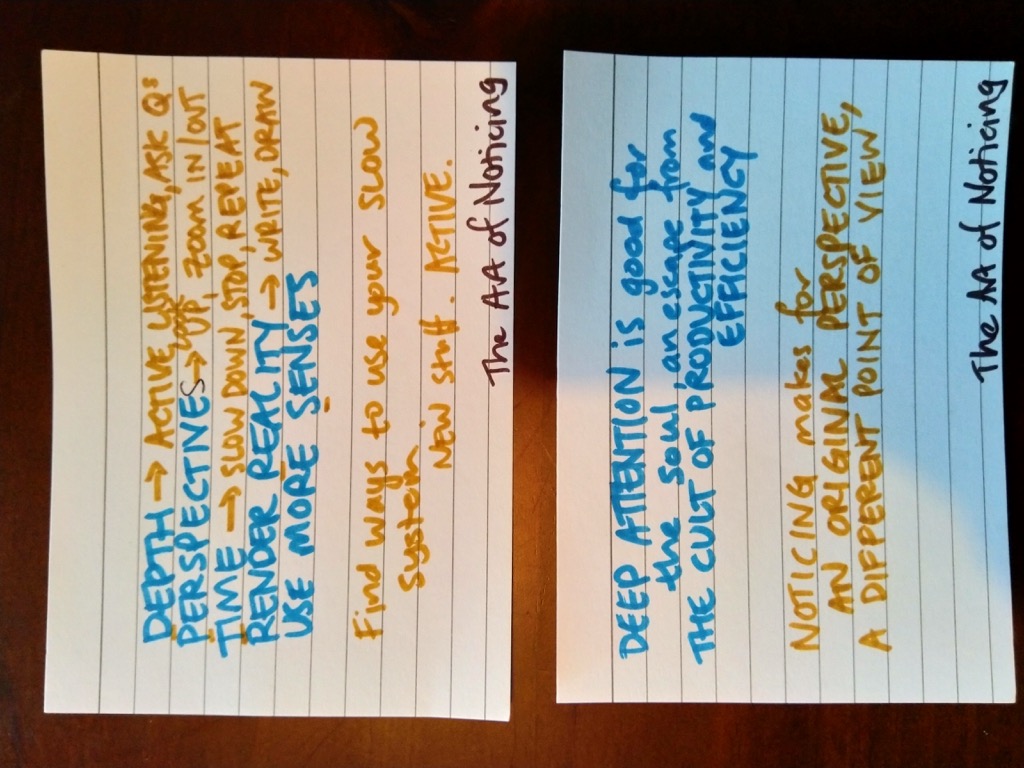 DEPTH → ACTIVE LISTENING, ASK Qs
PERSPECTIVES → UP, ZOOM IN/OUT
TIME → SLOW DOWN, STOP, REPEAT
RENDER REALITY → WRITE, DRAW
USE MORE SENSES
Find ways to use your slow
system
New stuff. ACTIVE.
The AA of Noticing
DEEP ATTENTION is good for
the soul, an escape from
THE CULT OF PRODUCTIVITY and
EFFICIENCY
NOTICING makes for
AN ORIGINAL PERSPECTIVE,
A DIFFERENT POINT OF VIEW
The AA of Noticing